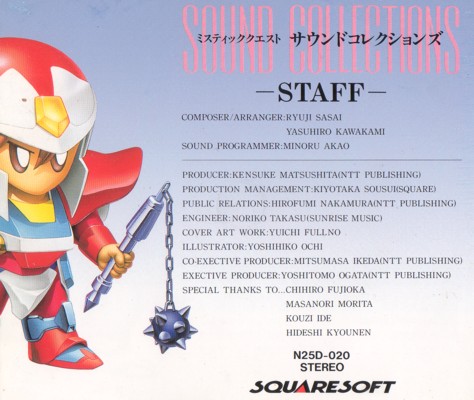 SOUND COLLECTIONS
ミスティッククエスト サウンドコレクションズ
—STAFF—
COMPOSER/ARRANGER:RYUJI SASAI
YASUHIRO KAWAKAMI
SOUND PROGRAMMER:MINORU AKAO
PRODUCER:KENSUKE MATSUSHITA(NTT PUBLISHING)
PRODUCTION MANAGEMENT:KIYOTAKA SOUSUI(SQUARE)
PUBLIC RELATIONS:HIROFUMI NAKAMURA(NTT PUBLISHING)
ENGINEER:NORIKO TAKASU(SUNRISE MUSIC)
COVER ART WORK:YUICHI FULL.NO
ILLUSTRATOR:YOSHIHIKO OCHI
CO-EXECTIVE PRODUCER:MITSUMASA IKEDA(NTT PUBLISHING)
EXECTIVE PRODUCER:YOSHITOMO OGATA(NTT PUBLISHING)
SPECIAL THANKS TO...CHIHIRO FUJIOKA
MASANORI MORITA
KOUZI IDE
HIDESHI KYOUNEN
N25D-020
STEREO
SQUARESOFT